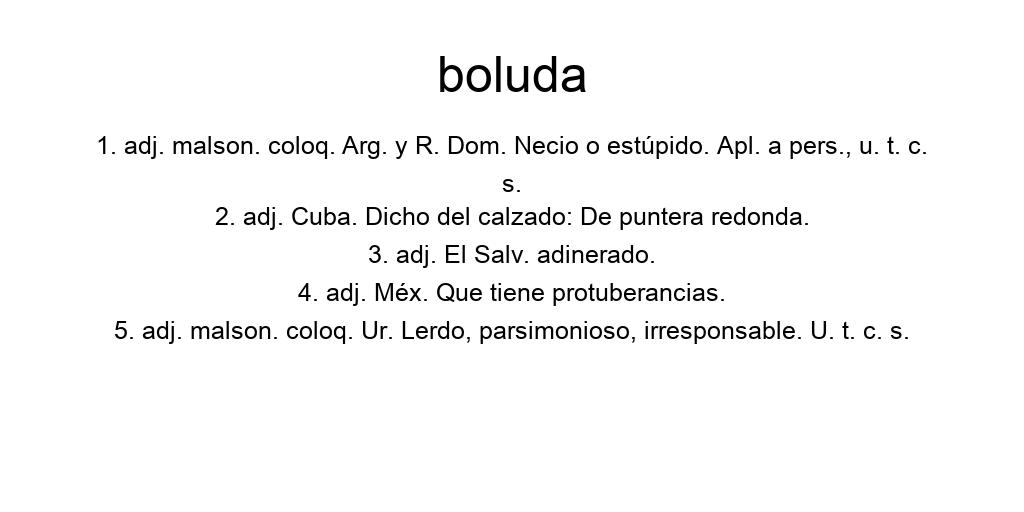 boluda
1. adj. malson. coloq. Arg. y R. Dom. Necio o estúpido. Apl. a pers., u. t. c.
s.
2. adj. Cuba. Dicho del calzado: De puntera redonda.
3. adj. El Salv. adinerado.
4. adj. Méx. Que tiene protuberancias.
5. adj. malson. coloq. Ur. Lerdo, parsimonioso, irresponsable. U. t. c. s.